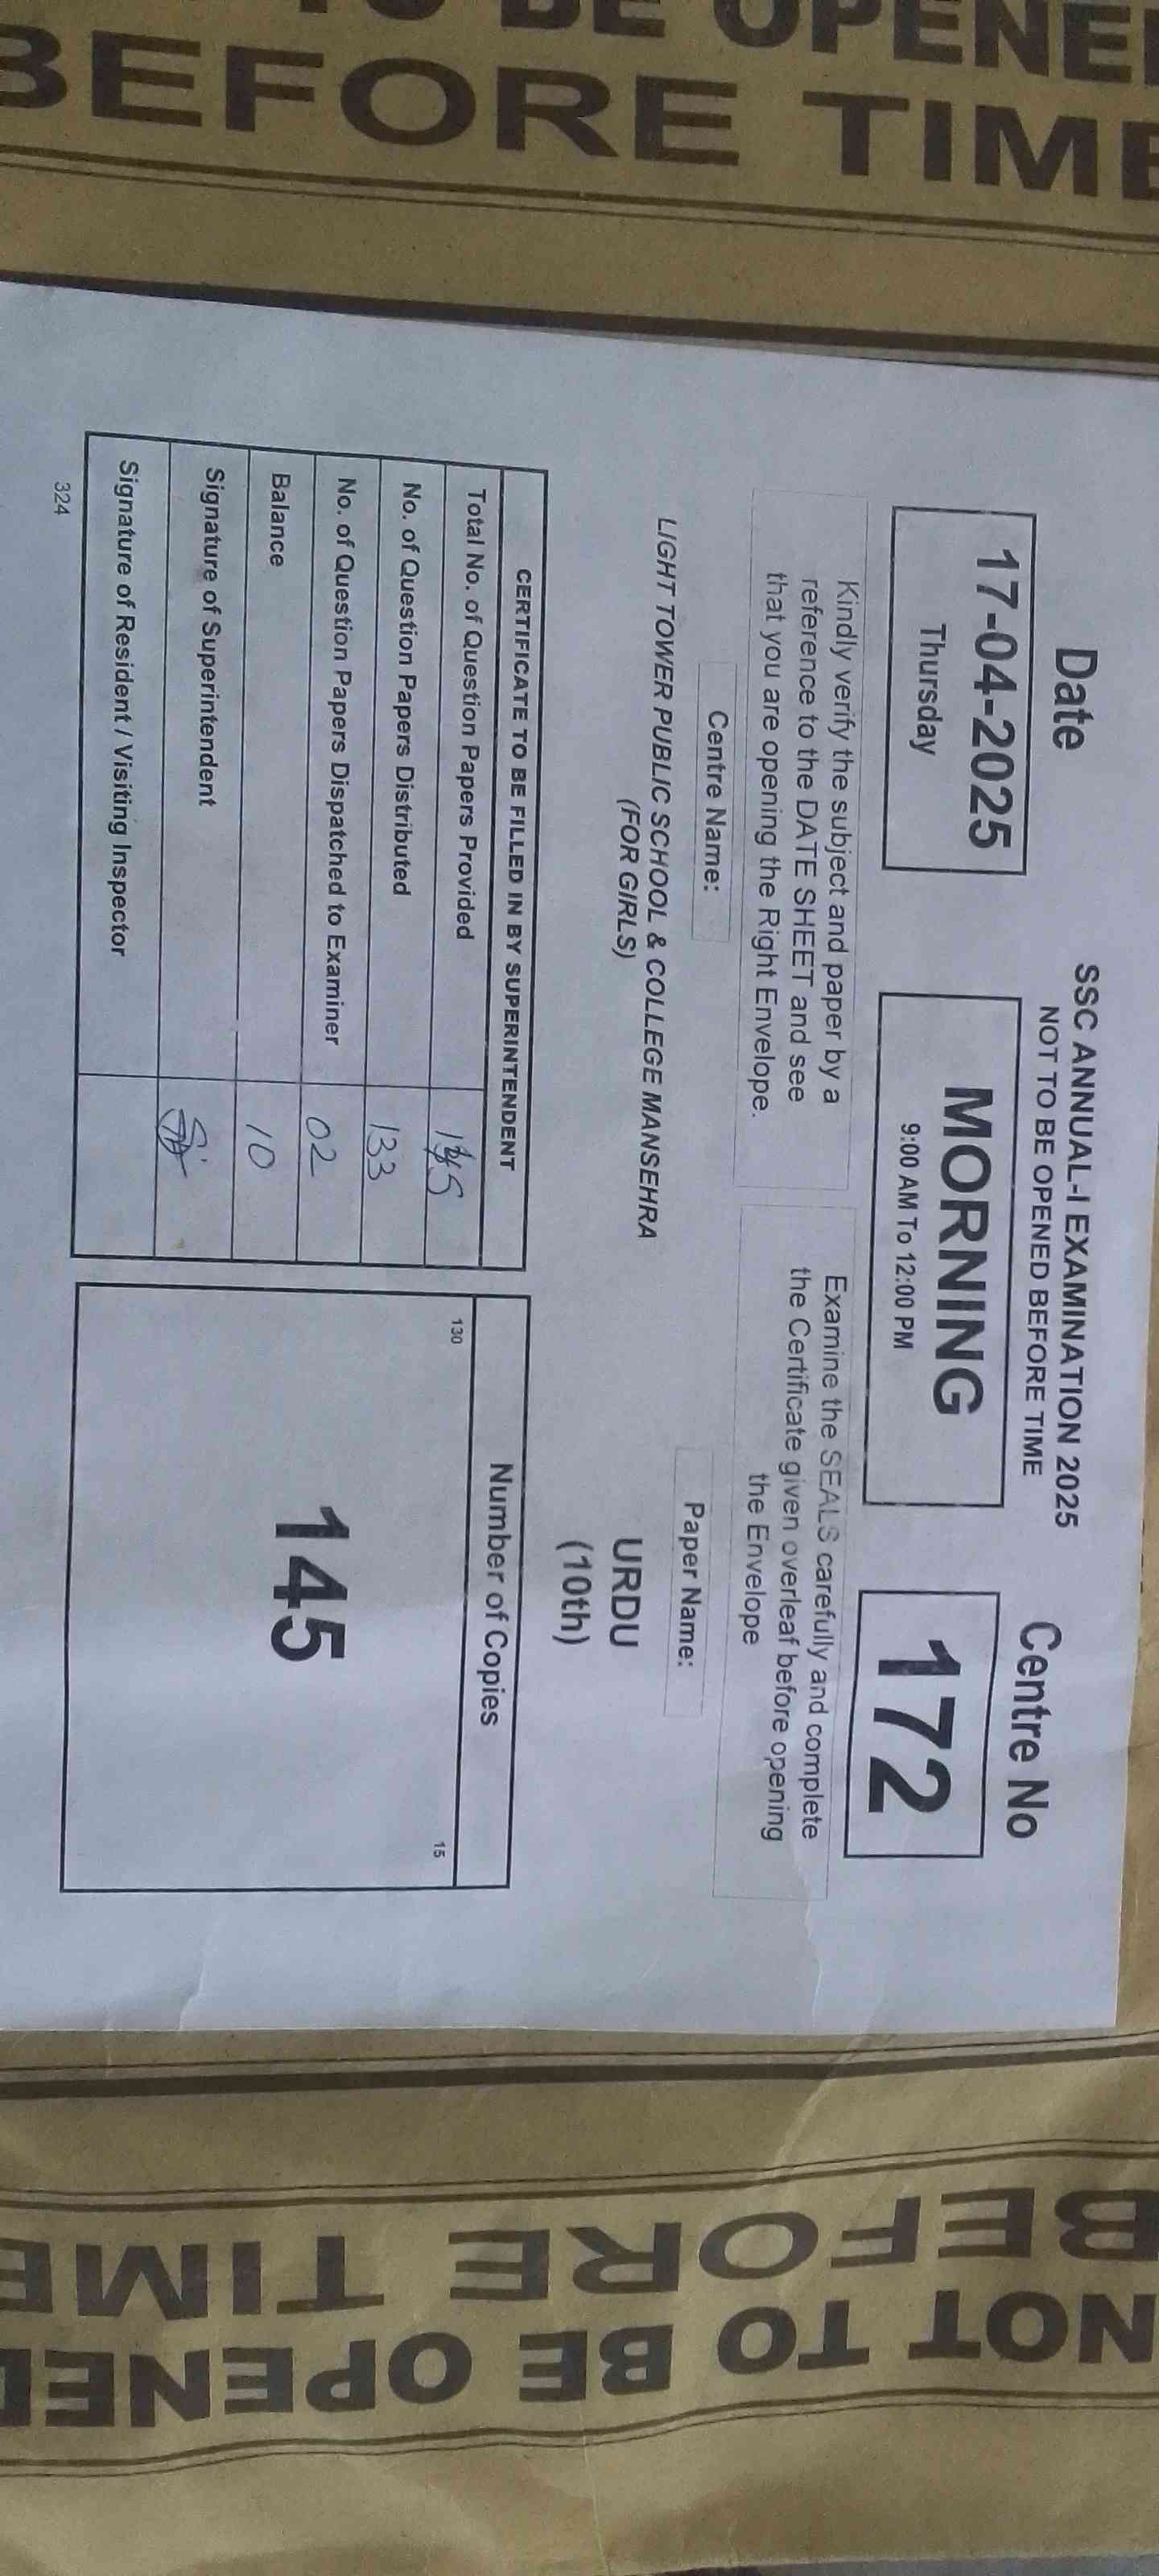 TO BE OPENED
BEFORE TIME
SSC ANNUAL-I EXAMINATION 2025
NOT TO BE OPENED BEFORE TIME
Date
17-04-2025
Thursday
MORNING
9:00 AM To 12:00 PM
Centre No
172
Kindly verify the subject and paper by a
reference to the DATE SHEET and see
that you are opening the Right Envelope.
Examine the SEALS carefully and complete
the Certificate given overleaf before opening
the Envelope
Centre Name:
LIGHT TOWER PUBLIC SCHOOL & COLLEGE MANSEHRA
(FOR GIRLS)
Paper Name:
URDU
(10th)
CERTIFICATE TO BE FILLED IN BY SUPERINTENDENT
Total No. of Question Papers Provided 145
No. of Question Papers Distributed 133
No. of Question Papers Dispatched to Examiner 02
Balance 10
Signature of Superintendent
Signature of Resident / Visiting Inspector
324
Number of Copies
130 15
145
NOT TO BE OPENED
BEFORE TIME